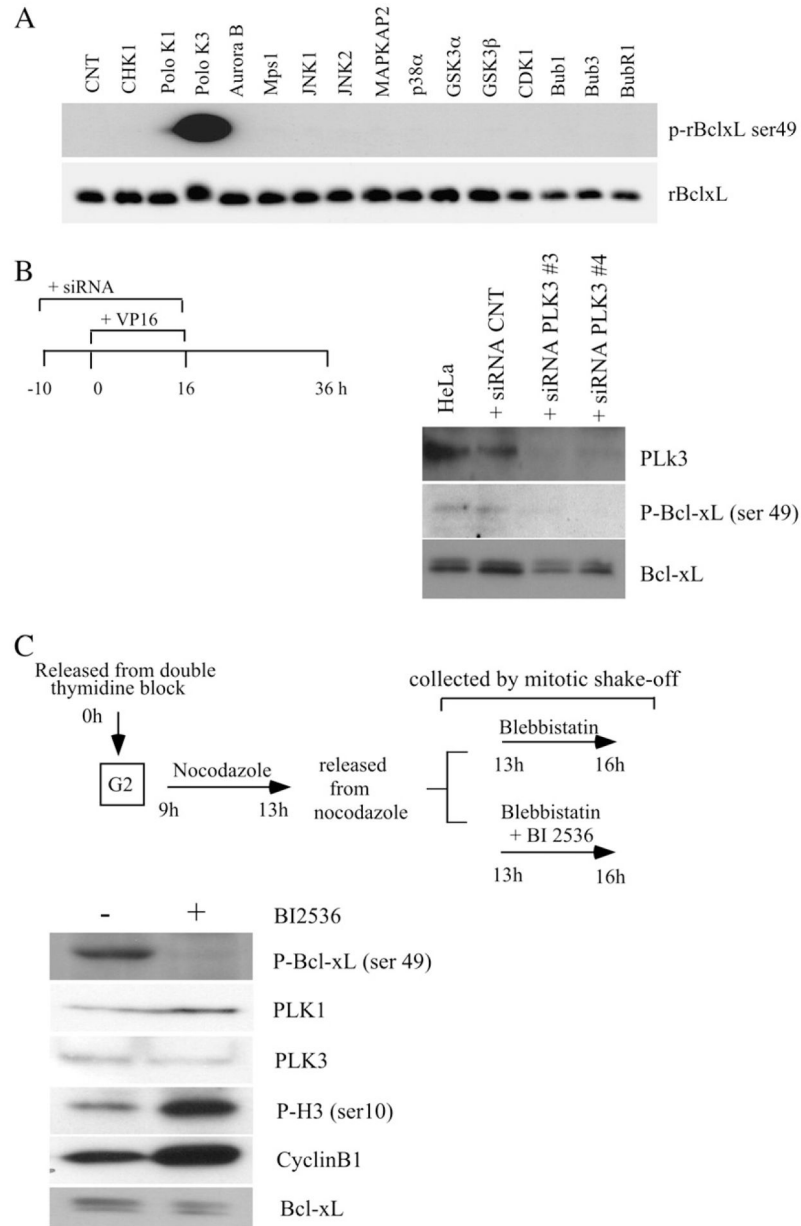 A
CNT
CHK1
Polo K1
Polo K3
Aurora B
Mps1
JNK1
JNK2
MAPKAP2
p38α
GSK3α
GSK3β
CDK1
Bub1
Bub3
BubR1
p-rBclxL ser49
rBclxL
B
+ siRNA
+ VP16
-10 0 16 36 h
HeLa
+ siRNA CNT
+ siRNA PLK3 #3
+ siRNA PLK3 #4
PLk3
P-Bcl-xL (ser 49)
Bcl-xL
C
Released from double
thymidine block
0h
G2
Nocodazole
9h 13h
released
from
nocodazole
collected by mitotic shake-off
Blebbistatin
13h 16h
Blebbistatin
+ BI 2536
13h 16h
- + BI2536
P-Bcl-xL (ser 49)
PLK1
PLK3
P-H3 (ser10)
CyclinB1
Bcl-xL